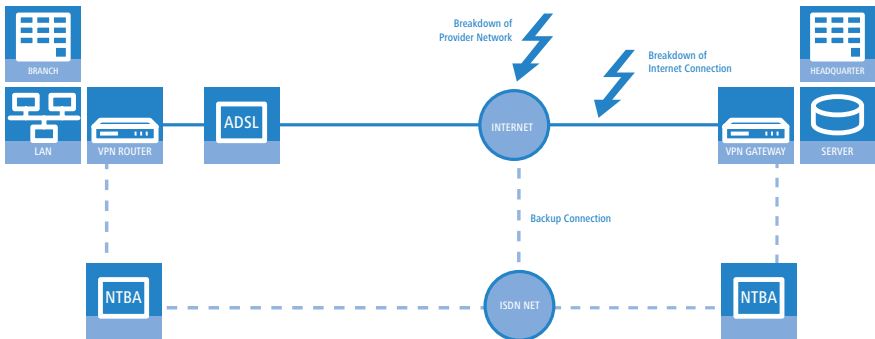 Breakdown of
Provider Network
Breakdown of
Internet Connection
BRANCH
HEADQUARTER
ADSL
INTERNET
LAN
VPN ROUTER
VPN GATEWAY
SERVER
Backup Connection
NTBA
ISDN NET
NTBA